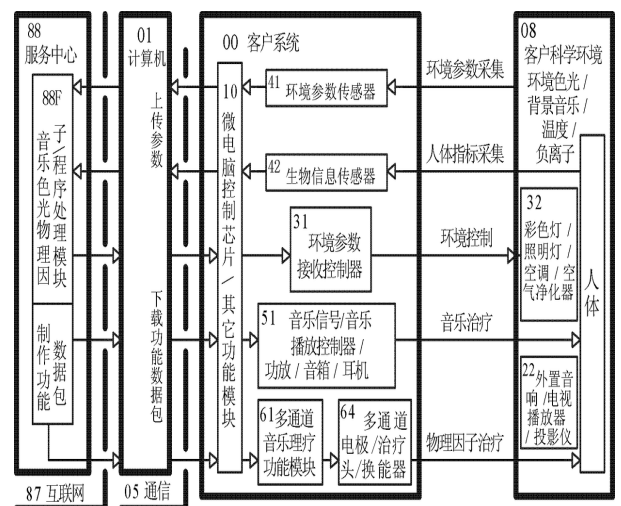 88
服务中心
88F
音乐色光物理因
子/程序处理模块
制作功能
数据包
87 互联网
01
计算机
上传参数
下载功能数据包
05 通信
00 客户系统
10
微电脑控制芯片/其它功能模块
41 环境参数传感器
42 生物信息传感器
31 环境参数
接收控制器
51 音乐信号/音乐
播放控制器/
功放/音箱/耳机
61 多通道
音乐理疗
功能模块
64 多通道
电极/治疗
头/换能器
环境参数采集
人体指标采集
环境控制
音乐治疗
物理因子治疗
08
客户科学环境
环境色光/
背景音乐/
温度/
负离子
32
彩色灯/
照明灯/
空调/空
气净化器
22 外置音
响/电视
播放器
/投影仪
人体